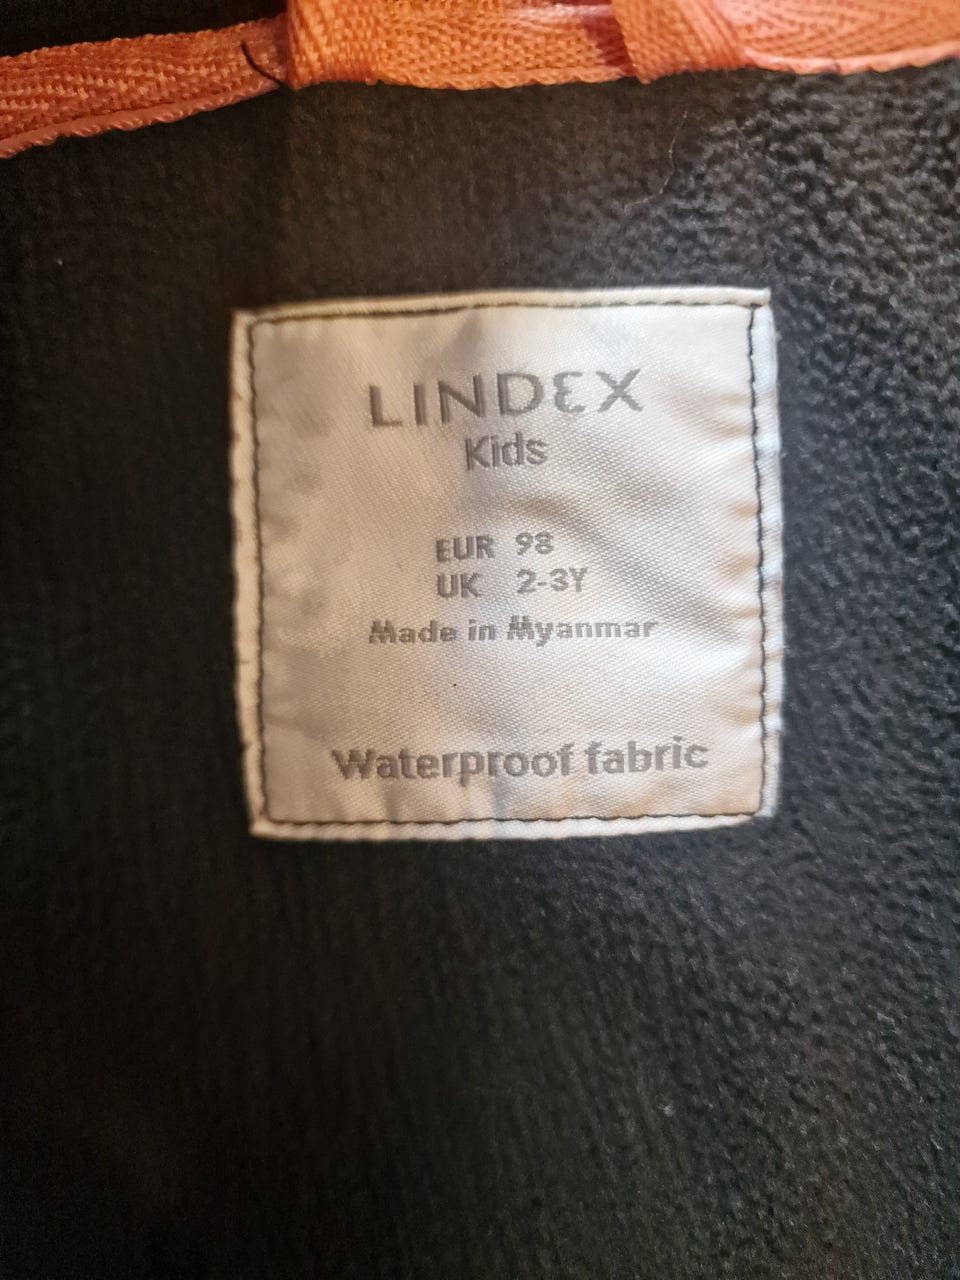 LINDEX
Kids
EUR 98
UK 2-3Y
Made in Myanmar
Waterproof fabric